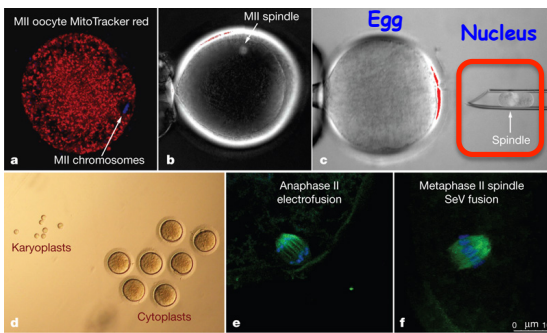 MII oocyte MitoTracker red
MII chromosomes
a
MII spindle
b
Egg
Nucleus
Spindle
c
Karyoplasts
Cytoplasts
d
Anaphase II
electrofusion
e
Metaphase II spindle
SeV fusion
f
0 µm 1